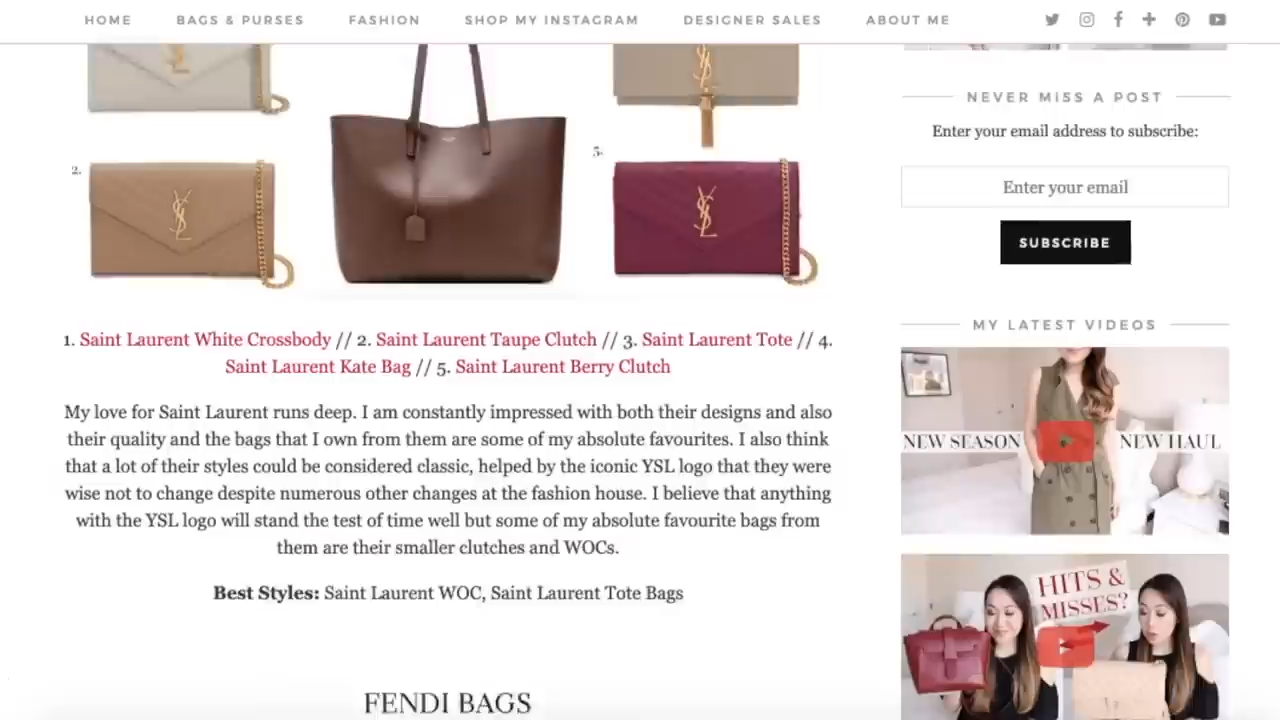 HOME BAGS & PURSES FASHION SHOP MY INSTAGRAM DESIGNER SALES ABOUT ME
2.
5.
1. Saint Laurent White Crossbody // 2. Saint Laurent Taupe Clutch // 3. Saint Laurent Tote // 4.
Saint Laurent Kate Bag // 5. Saint Laurent Berry Clutch
My love for Saint Laurent runs deep. I am constantly impressed with both their designs and also
their quality and the bags that I own from them are some of my absolute favourites. I also think
that a lot of their styles could be considered classic, helped by the iconic YSL logo that they were
wise not to change despite numerous other changes at the fashion house. I believe that anything
with the YSL logo will stand the test of time well but some of my absolute favourite bags from
them are their smaller clutches and WOCs.
Best Styles: Saint Laurent WOC, Saint Laurent Tote Bags
FENDI BAGS
NEVER MISS A POST
Enter your email address to subscribe:
Enter your email
SUBSCRIBE
MY LATEST VIDEOS
NEW SEASON NEW HAUL
HITS &
MISSES?